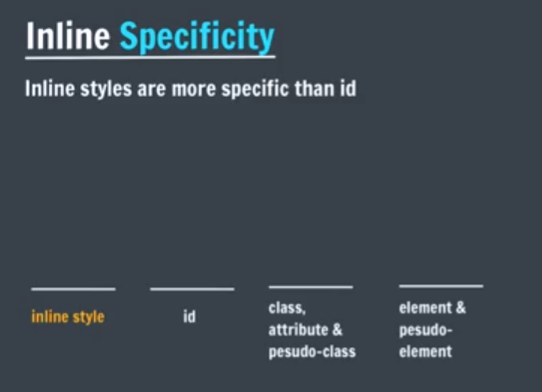 Inline Specificity
Inline styles are more specific than id
inline style
id
class,
attribute &
pesudo-class
element &
pesudo-
element